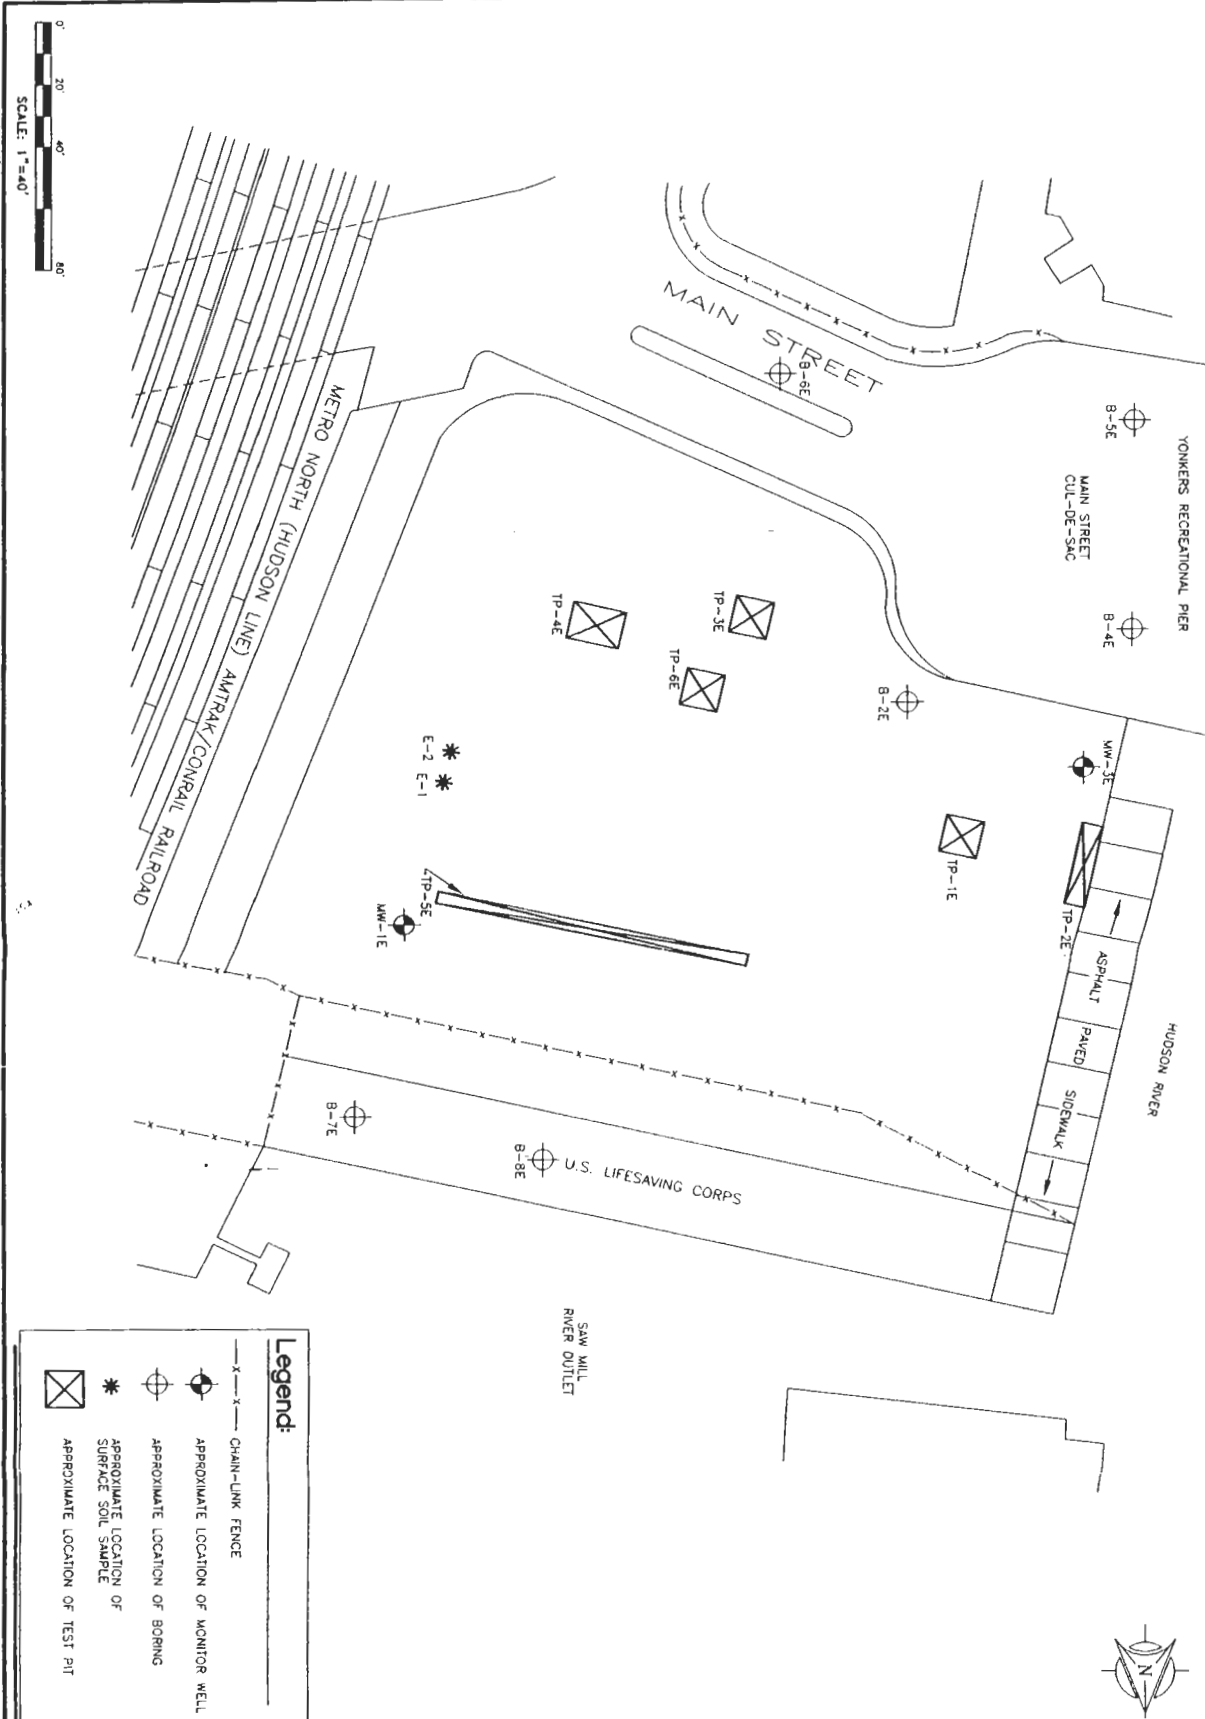 YONKERS RECREATIONAL PIER
HUDSON RIVER
B-5E
MAIN STREET
CUL-DE-SAC
B-4E
MW-3E
TP-2E
ASPHALT
PAVED
SIDEWALK
TP-1E
B-2E
MAIN STREET
B-6E
TP-3E
TP-6E
TP-4E
E-2
E-1
TP-5E
MW-1E
U.S. LIFESAVING CORPS
B-8E
B-7E
SAW MILL
RIVER OUTLET
METRO NORTH (HUDSON LINE) AMTRAK/CONRAIL RAILROAD
0'
20'
40'
80'
SCALE: 1"=40'
Legend:
x x CHAIN-LINK FENCE
APPROXIMATE LOCATION OF MONITOR WELL
APPROXIMATE LOCATION OF BORING
APPROXIMATE LOCATION OF
SURFACE SOIL SAMPLE
APPROXIMATE LOCATION OF TEST PIT
N